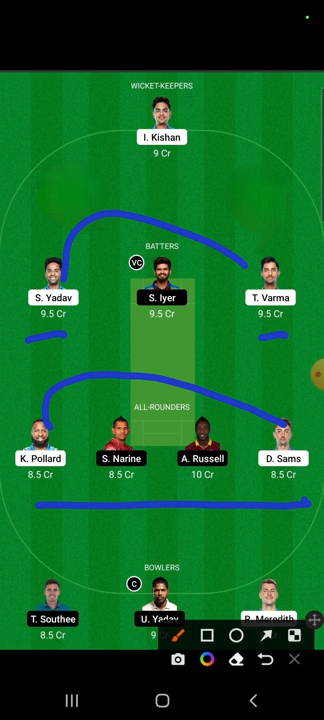 WICKET-KEEPERS
I. Kishan
9 Cr
BATTERS
VC
S. Yadav S. Iyer T. Varma
9.5 Cr 9.5 Cr 9.5 Cr
ALL-ROUNDERS
K. Pollard S. Narine A. Russell D. Sams
8.5 Cr 8.5 Cr 10 Cr 8.5 Cr
BOWLERS
C
T. Southee U. Yadav R. Meredith
8.5 Cr 9